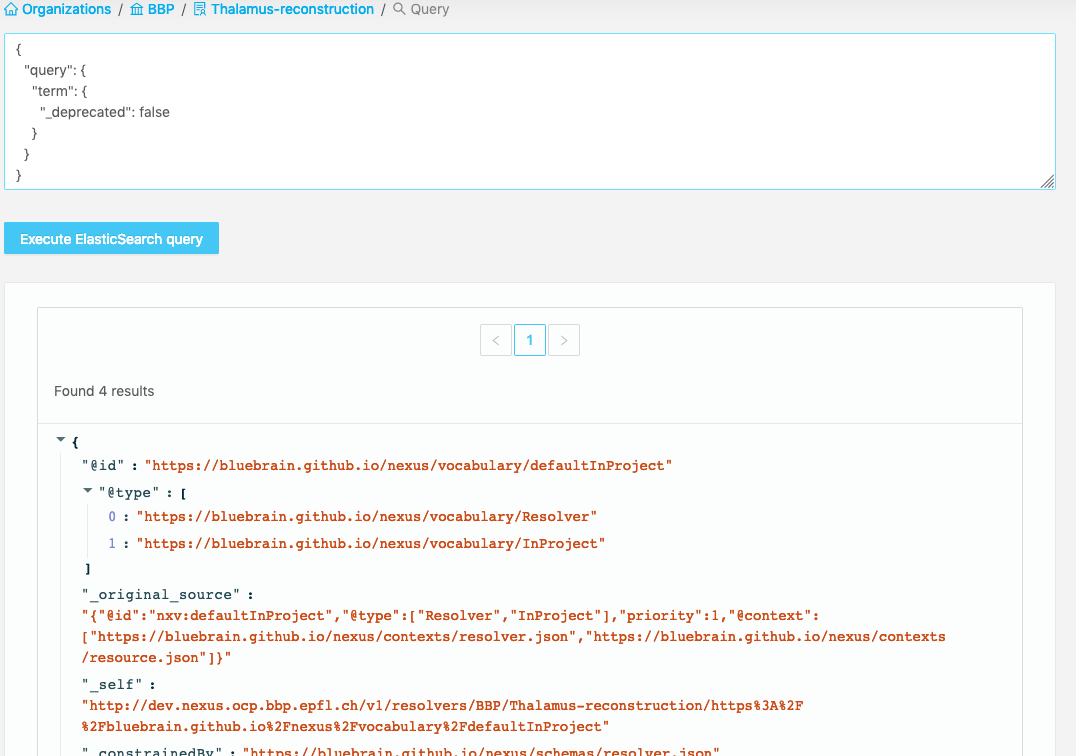 Organizations / BBP / Thalamus-reconstruction / Query
{
"query": {
"term": {
"_deprecated": false
}
}
}
Execute ElasticSearch query
< 1 >
Found 4 results
{
"@id" : "https://bluebrain.github.io/nexus/vocabulary/defaultInProject"
"@type" : [
0 : "https://bluebrain.github.io/nexus/vocabulary/Resolver"
1 : "https://bluebrain.github.io/nexus/vocabulary/InProject"
]
"_original_source" :
"{"@id":"nxv:defaultInProject","@type":["Resolver","InProject"],"priority":1,"@context":
["https://bluebrain.github.io/nexus/contexts/resolver.json","https://bluebrain.github.io/nexus/contexts
/resource.json"]}"
"_self" :
"http://dev.nexus.ocp.bbp.epfl.ch/v1/resolvers/BBP/Thalamus-reconstruction/https%3A%2F
%2Fbluebrain.github.io%2Fnexus%2Fvocabulary%2FdefaultInProject"
"_constrainedBy" : "https://bluebrain.github.io/nexus/schemas/resolver.json"